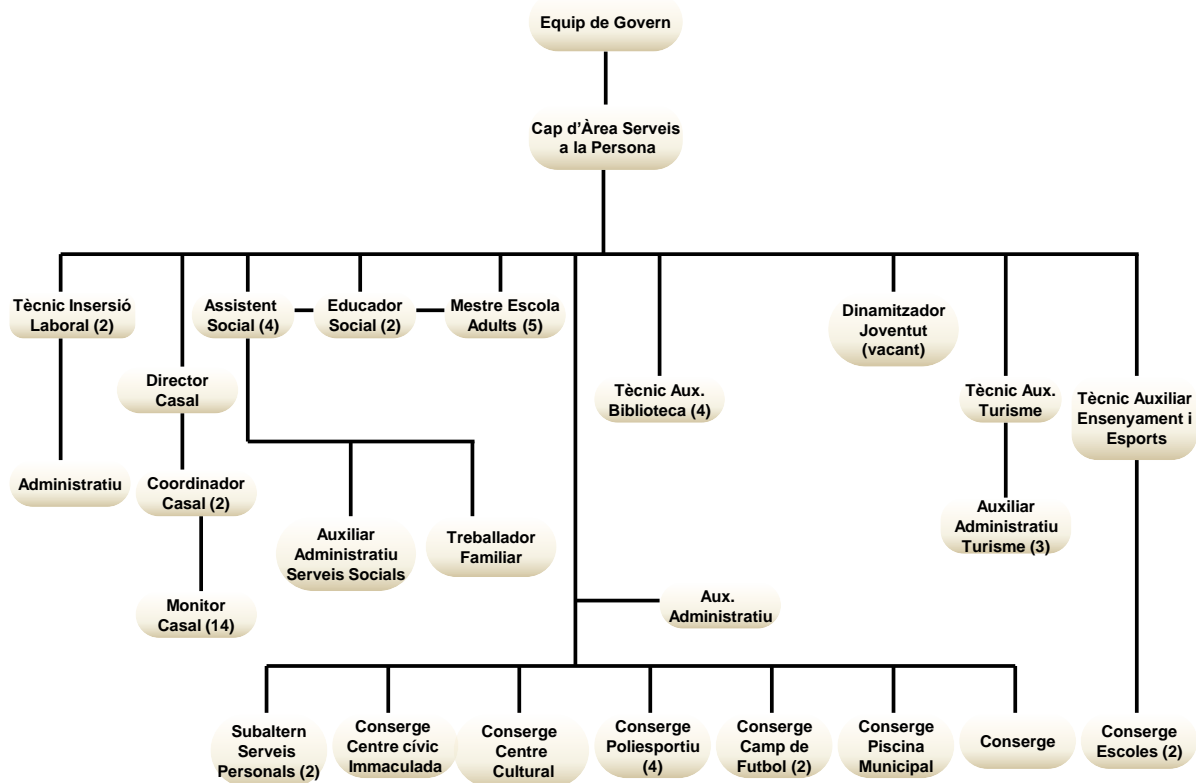 Equip de Govern
Cap d'Àrea Serveis
a la Persona
Tècnic Insersió
Laboral (2)
Assistent
Social (4)
Educador
Social (2)
Mestre Escola
Adults (5)
Dinamitzador
Joventut
(vacant)
Director
Casal
Tècnic Aux.
Biblioteca (4)
Tècnic Aux.
Turisme
Tècnic Auxiliar
Ensenyament i
Esports
Administratiu
Coordinador
Casal (2)
Auxiliar
Administratiu
Serveis Socials
Treballador
Familiar
Auxiliar
Administratiu
Turisme (3)
Monitor
Casal (14)
Aux.
Administratiu
Subaltern
Serveis
Personals (2)
Conserge
Centre cívic
Immaculada
Conserge
Centre
Cultural
Conserge
Poliesportiu
(4)
Conserge
Camp de
Futbol (2)
Conserge
Piscina
Municipal
Conserge
Conserge
Escoles (2)